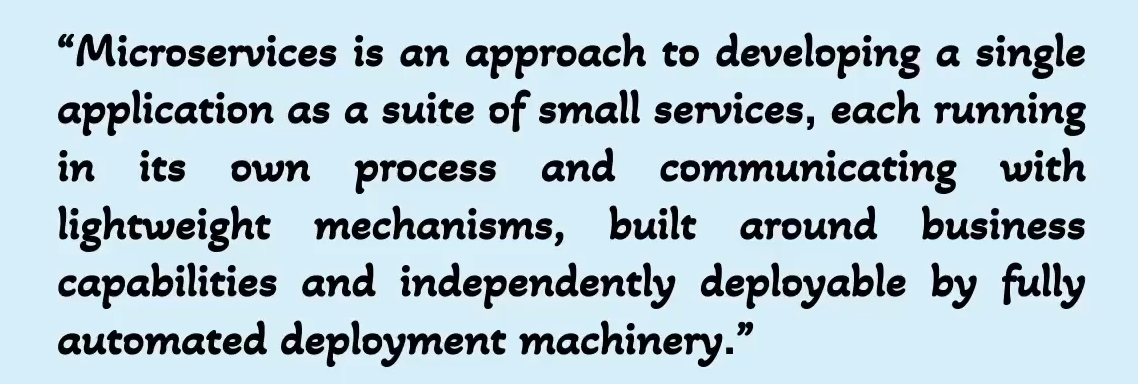 “Microservices is an approach to developing a single
application as a suite of small services, each running
in its own process and communicating with
lightweight mechanisms, built around business
capabilities and independently deployable by fully
automated deployment machinery.”